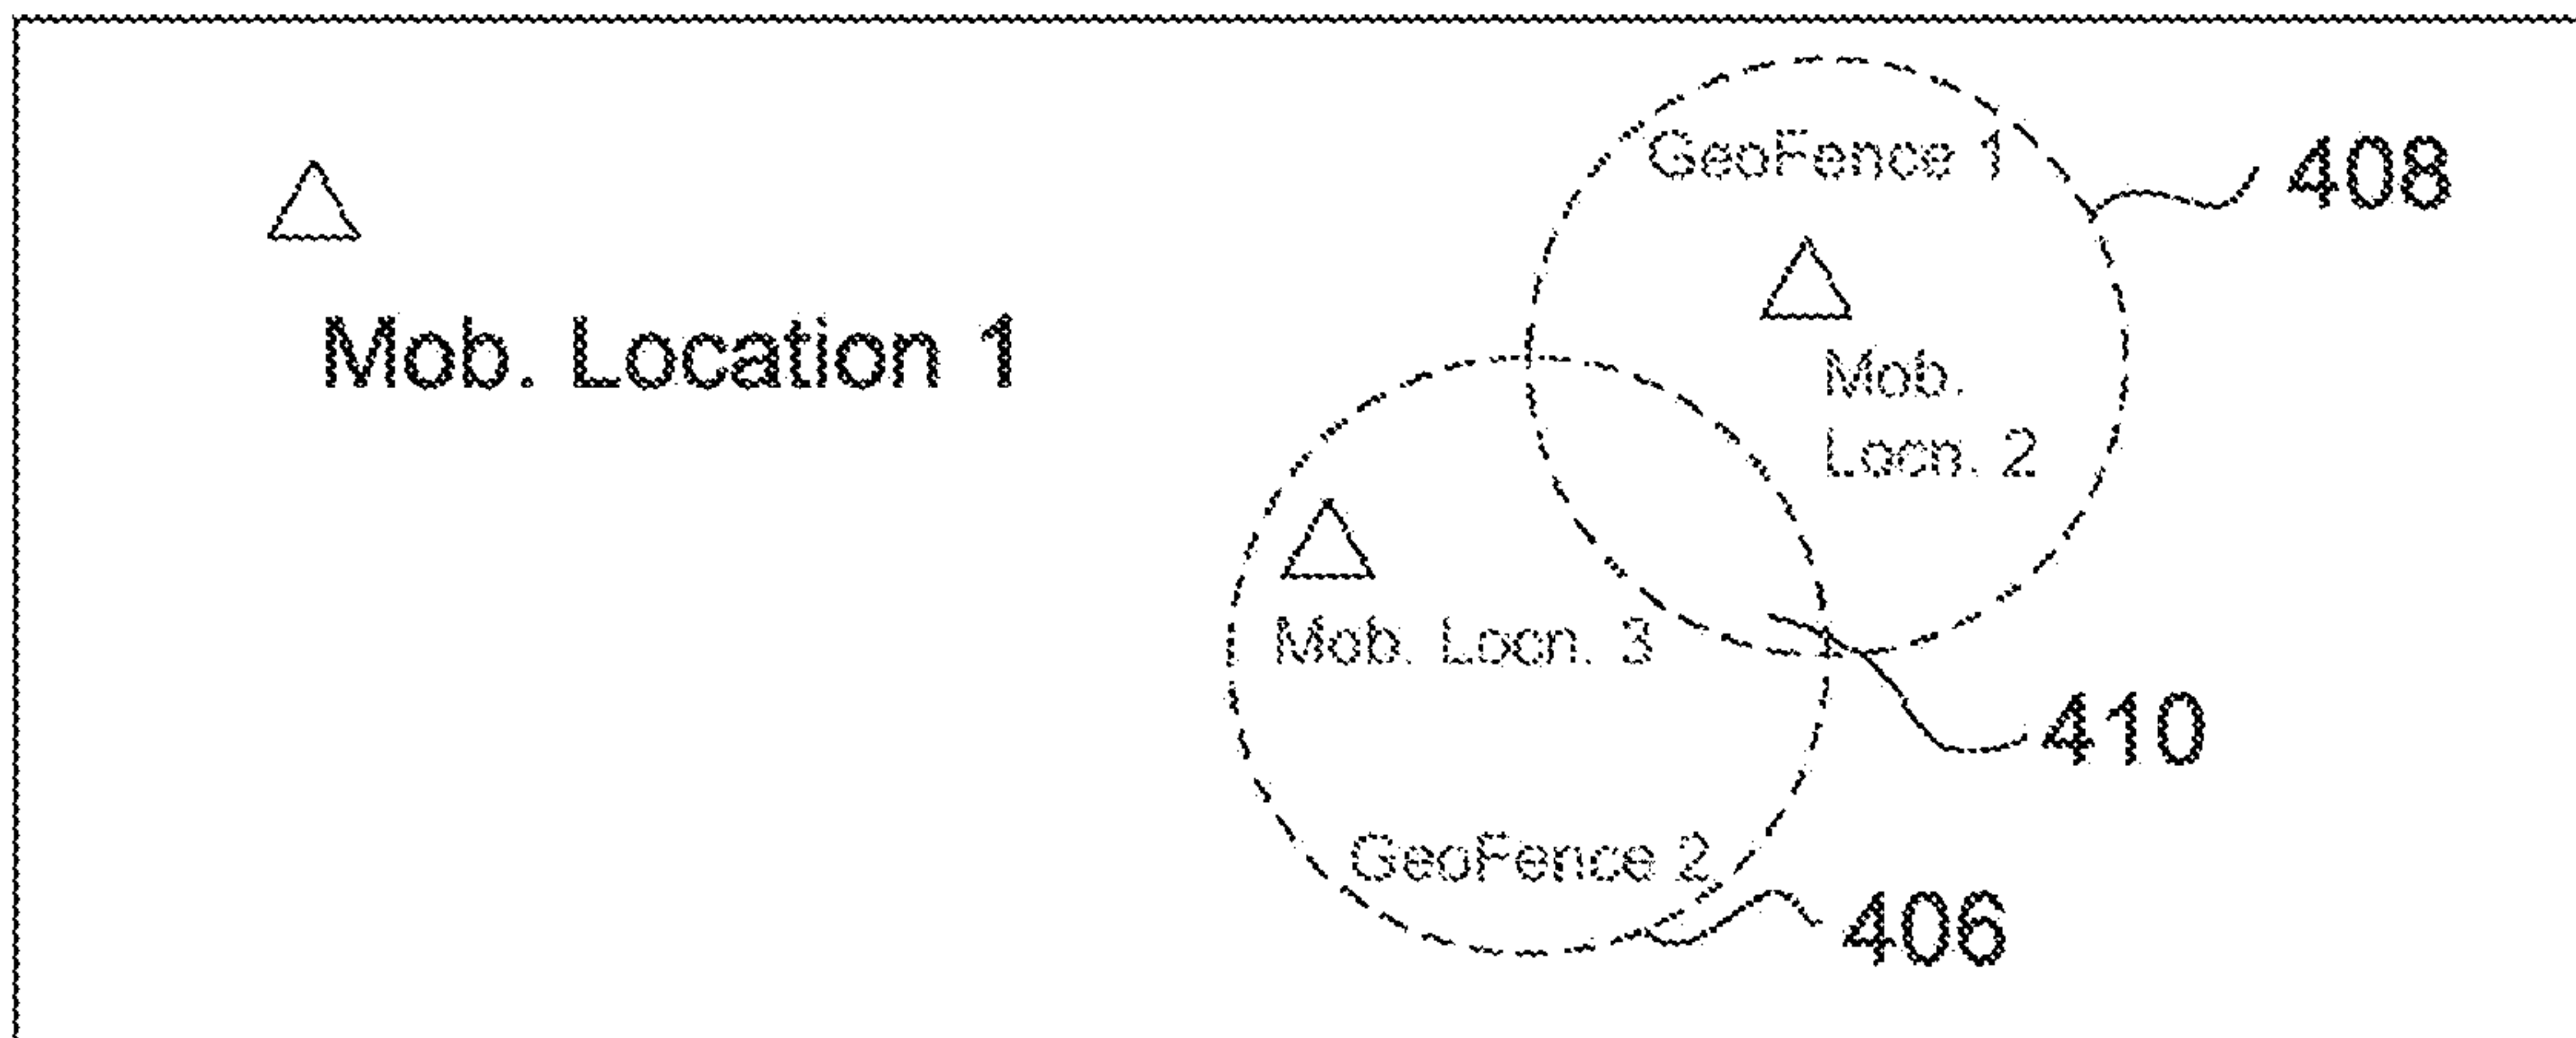 GeoFence 1
408
Mob. Location 1
Mob.
Locn. 2
Mob. Locn. 3
410
GeoFence 2
406